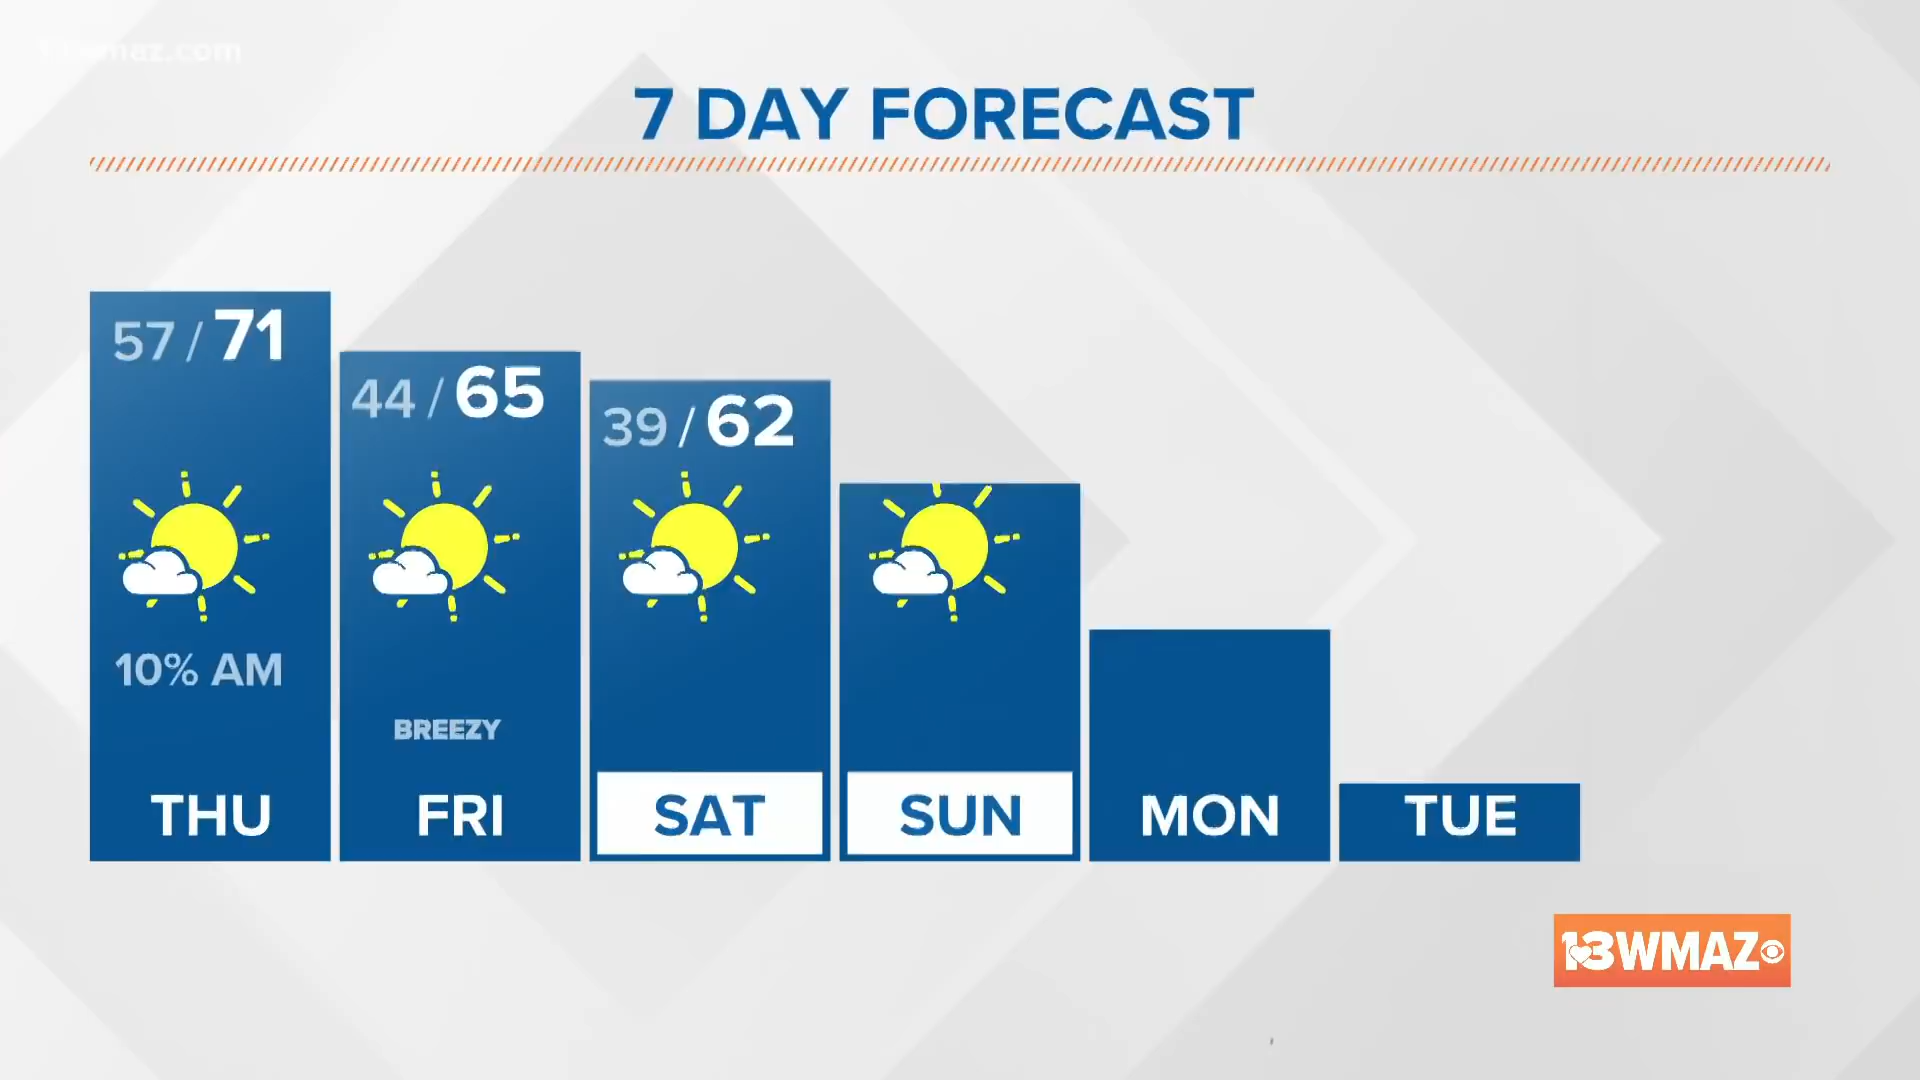 7 DAY FORECAST
57 / 71
44 / 65
39 / 62
10% AM
BREEZY
THU
FRI
SAT
SUN
MON
TUE
13WMAZ